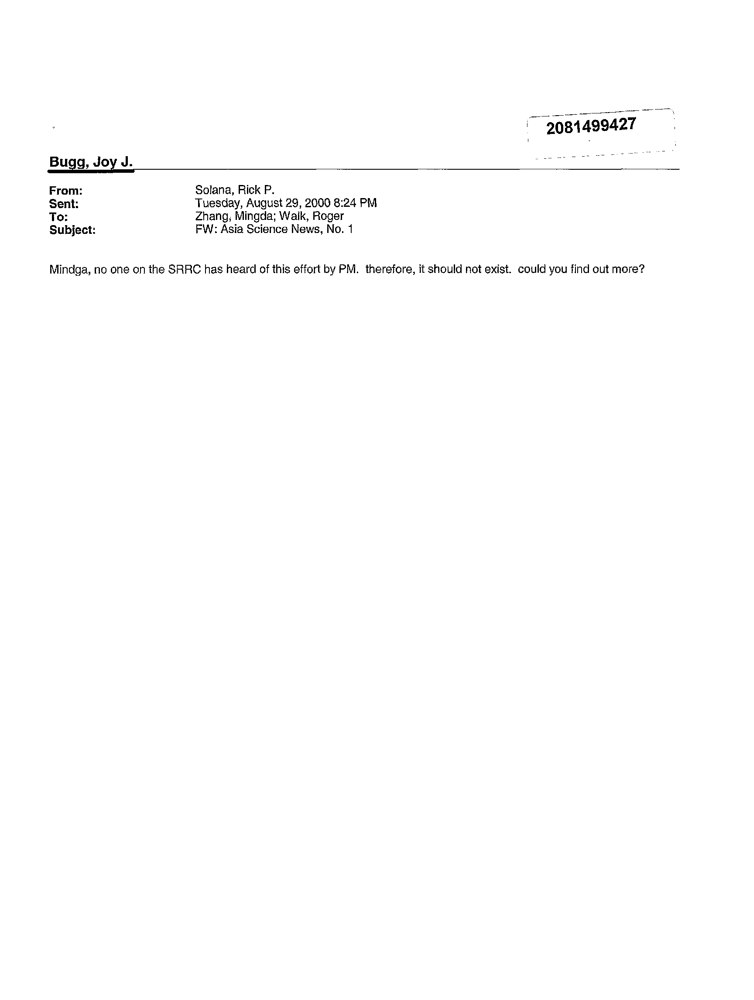 2081499427
Bugg, Joy J.
From: Solana, Rick P.
Sent: Tuesday, August 29, 2000 8:24 PM
To: Zhang, Mingda; Walk, Roger
Subject: FW: Asia Science News, No. 1
Mindga, no one on the SRRC has heard of this effort by PM. therefore, it should not exist. could you find out more?